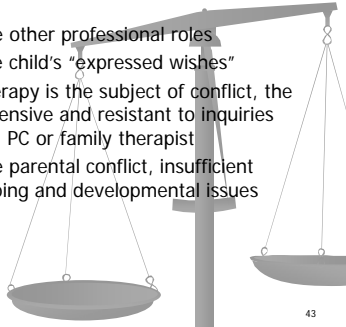 other professional roles
child's “expressed wishes”
erapy is the subject of conflict, the
ensive and resistant to inquiries
PC or family therapist
parental conflict, insufficient
ping and developmental issues
43